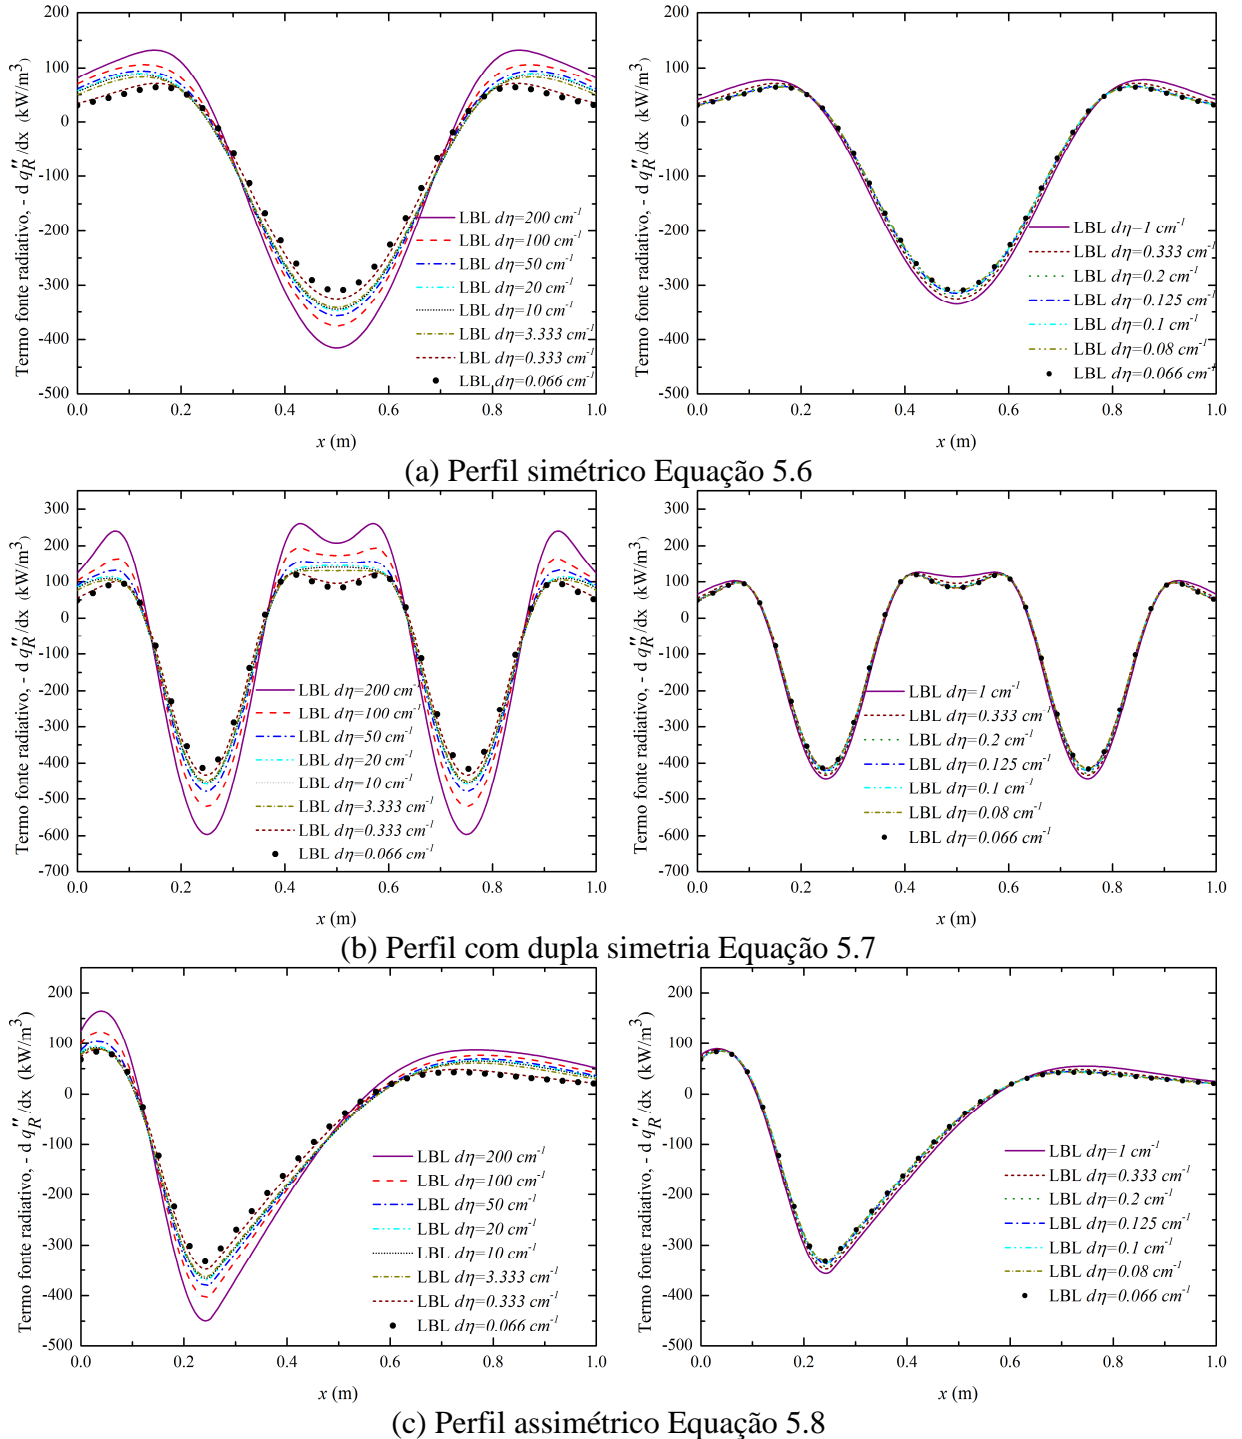 Termo fonte radiativo, - d q''R/dx (kW/m³)
200
100
0
-100
-200
-300
-400
-500
LBL dη=200 cm⁻¹
LBL dη=100 cm⁻¹
LBL dη=50 cm⁻¹
LBL dη=20 cm⁻¹
LBL dη=10 cm⁻¹
LBL dη=3.333 cm⁻¹
LBL dη=0.333 cm⁻¹
LBL dη=0.066 cm⁻¹
0.0 0.2 0.4 0.6 0.8 1.0
x (m)
Termo fonte radiativo, - d q''R/dx (kW/m³)
200
100
0
-100
-200
-300
-400
-500
LBL dη-1 cm⁻¹
LBL dη=0.333 cm⁻¹
LBL dη=0.2 cm⁻¹
LBL dη=0.125 cm⁻¹
LBL dη=0.1 cm⁻¹
LBL dη=0.08 cm⁻¹
LBL dη=0.066 cm⁻¹
0.0 0.2 0.4 0.6 0.8 1.0
x (m)
(a) Perfil simétrico Equação 5.6
Termo fonte radiativo, - d q''R/dx (kW/m³)
300
200
100
0
-100
-200
-300
-400
-500
-600
-700
LBL dη=200 cm⁻¹
LBL dη=100 cm⁻¹
LBL dη=50 cm⁻¹
LBL dη=20 cm⁻¹
LBL dη=10 cm⁻¹
LBL dη=3.333 cm⁻¹
LBL dη=0.333 cm⁻¹
LBL dη=0.066 cm⁻¹
0.0 0.2 0.4 0.6 0.8 1.0
x (m)
Termo fonte radiativo, - d q''R/dx (kW/m³)
300
200
100
0
-100
-200
-300
-400
-500
-600
-700
LBL dη=1 cm⁻¹
LBL dη=0.333 cm⁻¹
LBL dη=0.2 cm⁻¹
LBL dη=0.125 cm⁻¹
LBL dη=0.1 cm⁻¹
LBL dη=0.08 cm⁻¹
LBL dη=0.066 cm⁻¹
0.0 0.2 0.4 0.6 0.8 1.0
x (m)
(b) Perfil com dupla simetria Equação 5.7
Termo fonte radiativo, - d q''R/dx (kW/m³)
200
100
0
-100
-200
-300
-400
-500
LBL dη=200 cm⁻¹
LBL dη=100 cm⁻¹
LBL dη=50 cm⁻¹
LBL dη=20 cm⁻¹
LBL dη=10 cm⁻¹
LBL dη=3.333 cm⁻¹
LBL dη=0.333 cm⁻¹
LBL dη=0.066 cm⁻¹
0.0 0.2 0.4 0.6 0.8 1.0
x (m)
Termo fonte radiativo, - d q''R/dx (kW/m³)
200
100
0
-100
-200
-300
-400
-500
LBL dη=1 cm⁻¹
LBL dη=0.333 cm⁻¹
LBL dη=0.2 cm⁻¹
LBL dη=0.125 cm⁻¹
LBL dη=0.1 cm⁻¹
LBL dη=0.08 cm⁻¹
LBL dη=0.066 cm⁻¹
0.0 0.2 0.4 0.6 0.8 1.0
x (m)
(c) Perfil assimétrico Equação 5.8